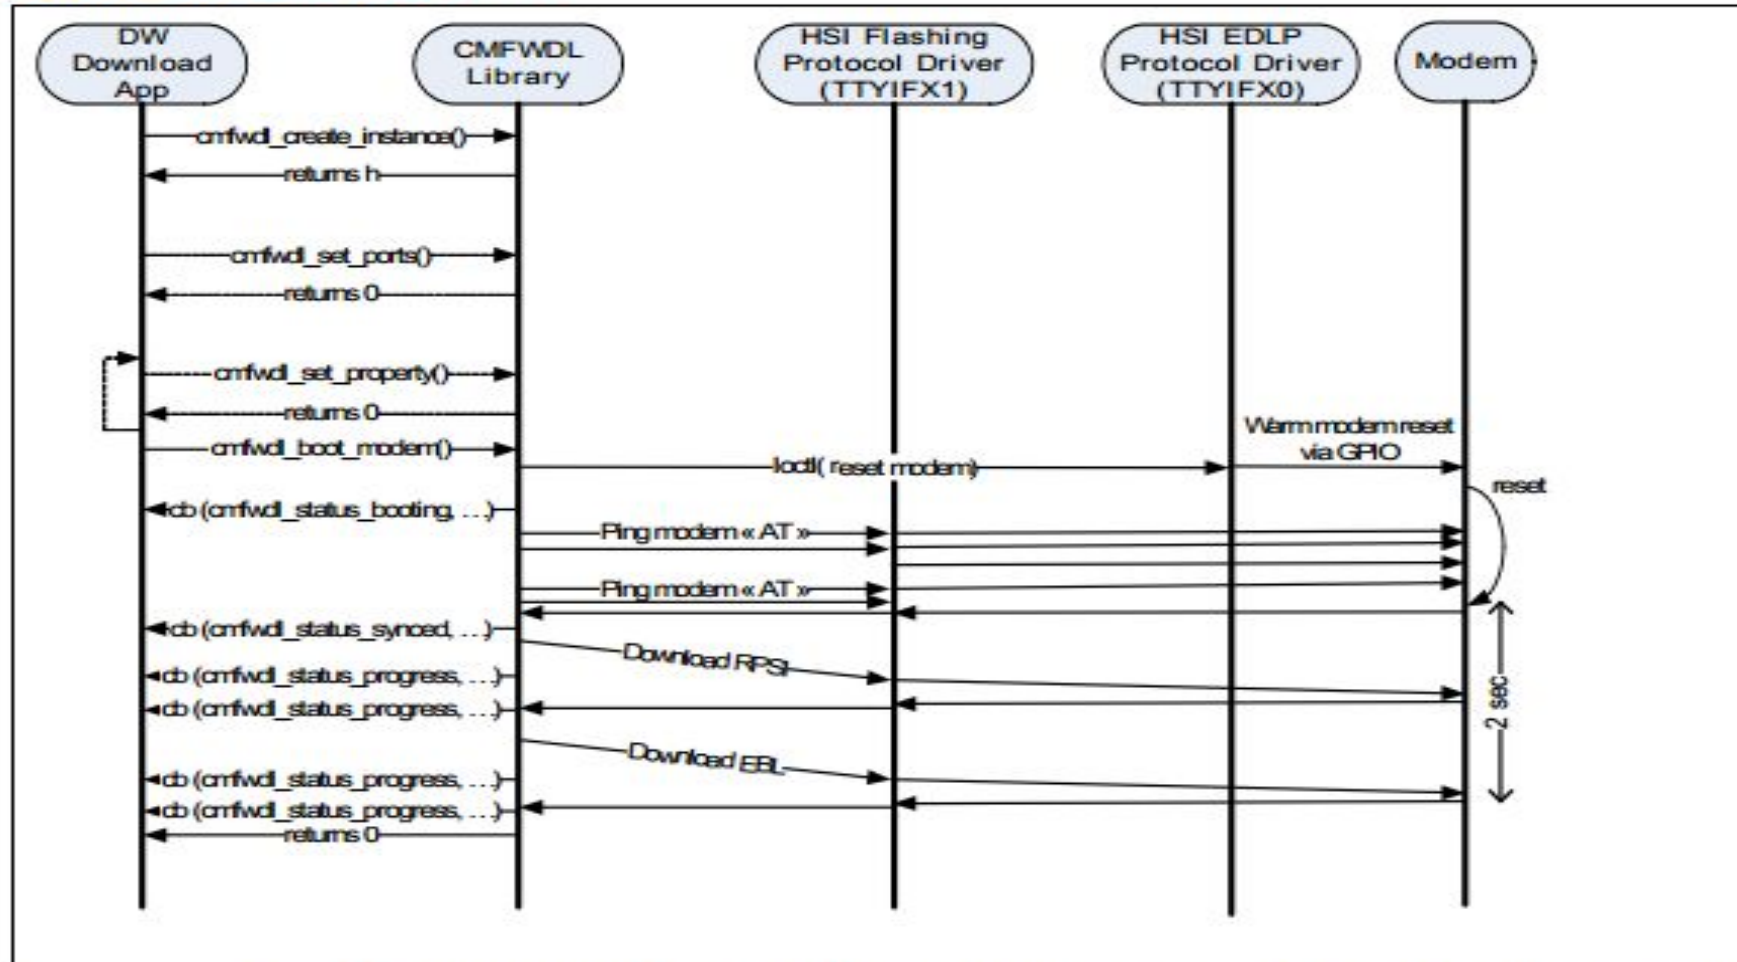 DW
Download
App
CMFWDL
Library
HSI Flashing
Protocol Driver
(TTYIFX1)
HSI EDLP
Protocol Driver
(TTYIFX0)
Modem
cmfwdl_create_instance()
returns h
cmfwdl_set_ports()
returns 0
cmfwdl_set_property()
returns 0
cmfwdl_boot_modem()
Warm modem reset
via GPIO
Ioctl( reset modem)
reset
cb (cmfwdl_status_booting, ...)
Ping modem « AT »
Ping modem « AT »
cb (cmfwdl_status_synced, ...)
Download RPSI
cb (cmfwdl_status_progress, ...)
cb (cmfwdl_status_progress, ...)
2 sec
Download EBL
cb (cmfwdl_status_progress, ...)
cb (cmfwdl_status_progress, ...)
returns 0